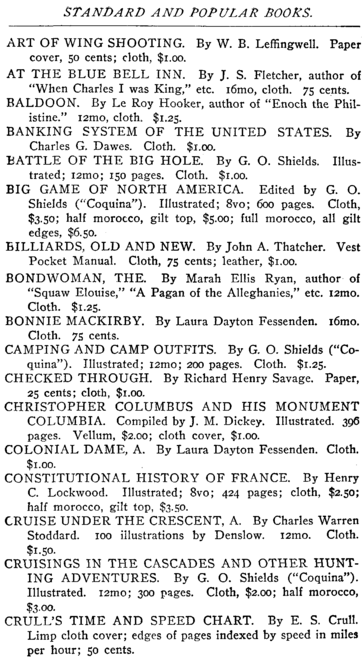 STANDARD AND POPULAR BOOKS.
ART OF WING SHOOTING. By W. B. Leffingwell. Paper
cover, 50 cents; cloth, $1.00.
AT THE BLUE BELL INN. By J. S. Fletcher, author of
"When Charles I was King," etc. 16mo, cloth. 75 cents.
BALDOON. By Le Roy Hooker, author of "Enoch the Phil-
istine." 12mo, cloth. $1.25.
BANKING SYSTEM OF THE UNITED STATES. By
Charles G. Dawes. Cloth. $1.00.
BATTLE OF THE BIG HOLE. By G. O. Shields. Illus-
trated; 12mo; 150 pages. Cloth. $1.00.
BIG GAME OF NORTH AMERICA. Edited by G. O.
Shields ("Coquina"). Illustrated; 8vo; 600 pages. Cloth,
$3.50; half morocco, gilt top, $5.00; full morocco, all gilt
edges, $6.50.
BILLIARDS, OLD AND NEW. By John A. Thatcher. Vest
Pocket Manual. Cloth, 75 cents; leather, $1.00.
BONDWOMAN, THE. By Marah Ellis Ryan, author of
"Squaw Elouise," "A Pagan of the Alleghanies," etc. 12mo.
Cloth. $1.25.
BONNIE MACKIRBY. By Laura Dayton Fessenden. 16mo.
Cloth. 75 cents.
CAMPING AND CAMP OUTFITS. By G. O. Shields ("Co-
quina"). Illustrated; 12mo; 200 pages. Cloth. $1.25.
CHECKED THROUGH. By Richard Henry Savage. Paper,
25 cents; cloth, $1.00.
CHRISTOPHER COLUMBUS AND HIS MONUMENT
COLUMBIA. Compiled by J. M. Dickey. Illustrated. 396
pages. Vellum, $2.00; cloth cover, $1.00.
COLONIAL DAME, A. By Laura Dayton Fessenden. Cloth.
$1.00.
CONSTITUTIONAL HISTORY OF FRANCE. By Henry
C. Lockwood. Illustrated; 8vo; 424 pages; cloth, $2.50;
half morocco, gilt top, $3.50.
CRUISE UNDER THE CRESCENT, A. By Charles Warren
Stoddard. 100 illustrations by Denslow. 12mo. Cloth.
$1.50.
CRUISINGS IN THE CASCADES AND OTHER HUNT-
ING ADVENTURES. By G. O. Shields ("Coquina").
Illustrated. 12mo; 300 pages. Cloth, $2.00; half morocco,
$3.00.
CRULL'S TIME AND SPEED CHART. By E. S. Crull.
Limp cloth cover; edges of pages indexed by speed in miles
per hour; 50 cents.